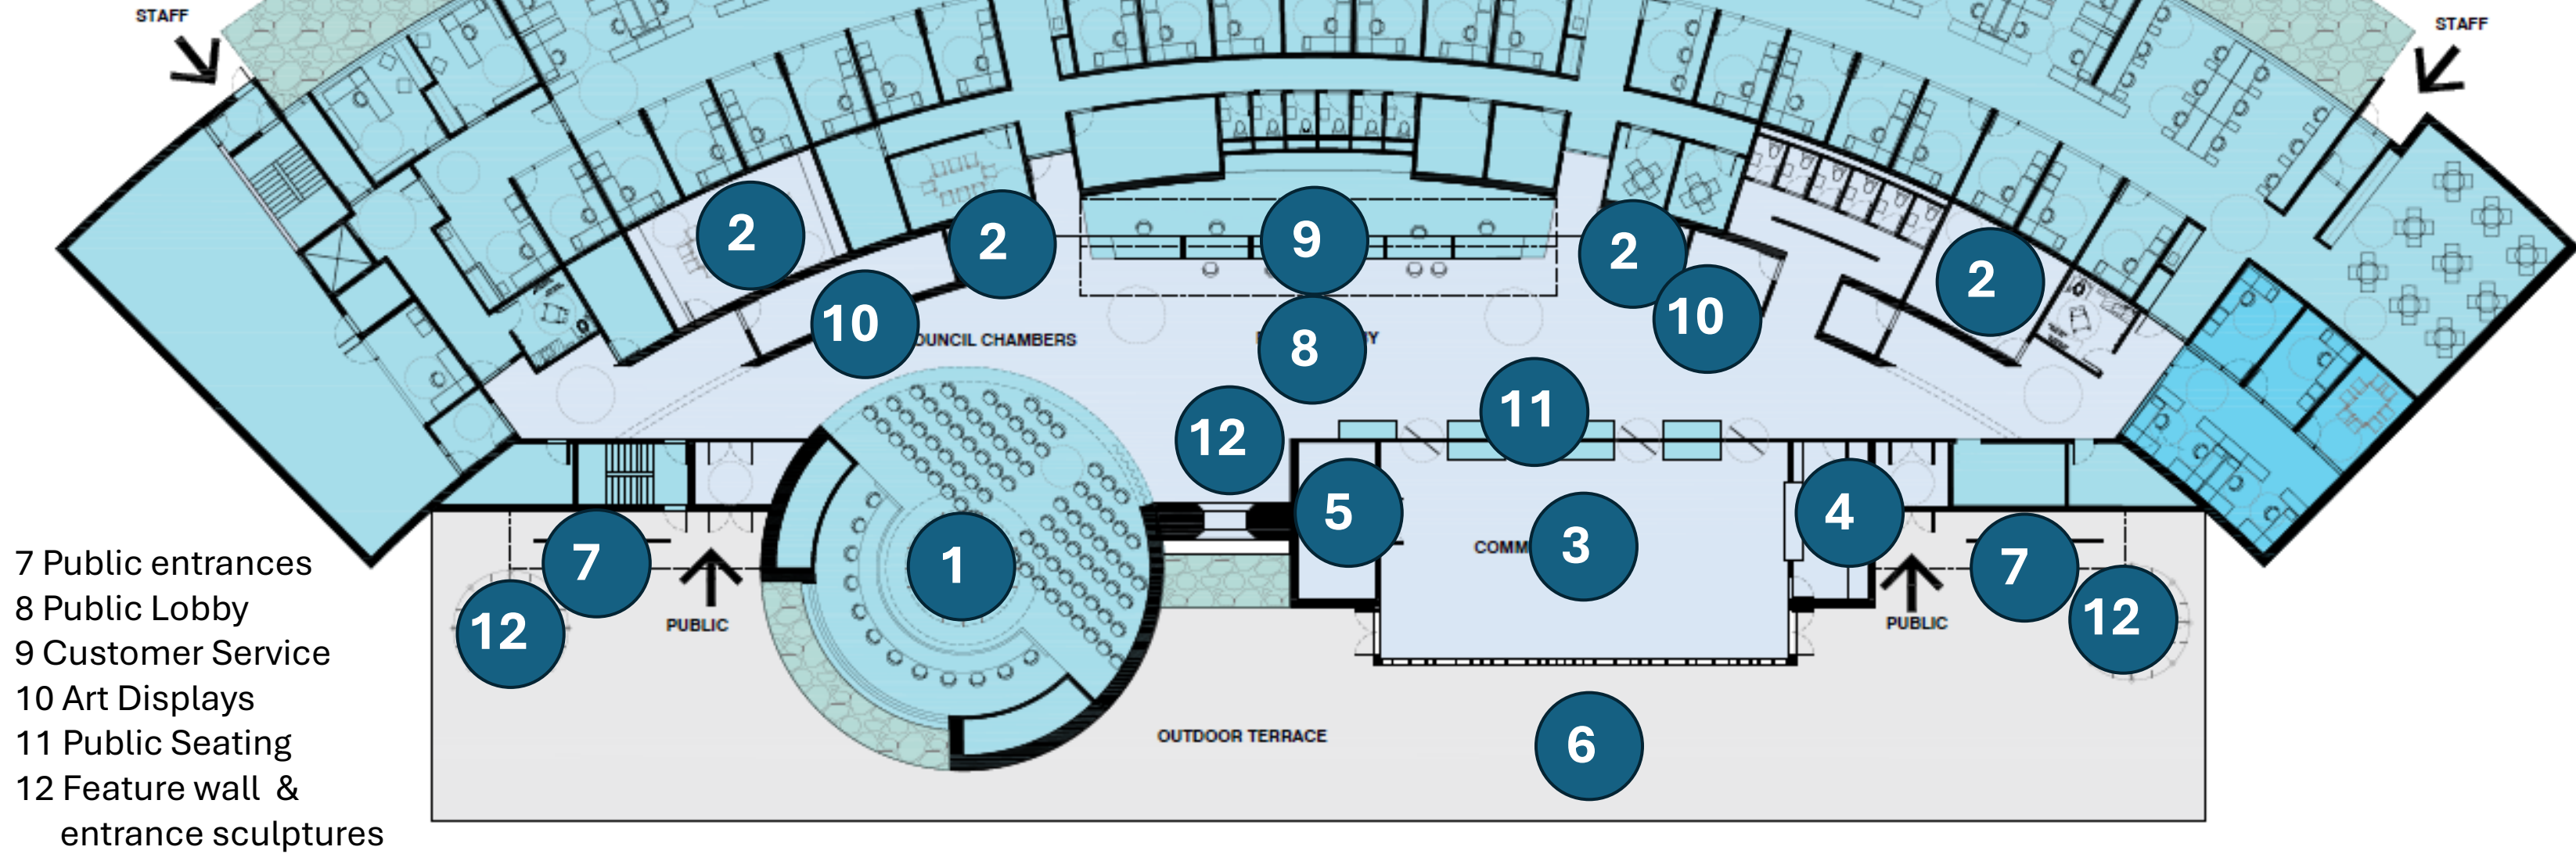 STAFF
STAFF
2
2
9
2
2
10
10
OUNCIL CHAMBERS
8
11
12
5
4
1
COMM
3
7
7
12
12
PUBLIC
PUBLIC
OUTDOOR TERRACE
6
7 Public entrances
8 Public Lobby
9 Customer Service
10 Art Displays
11 Public Seating
12 Feature wall &
entrance sculptures